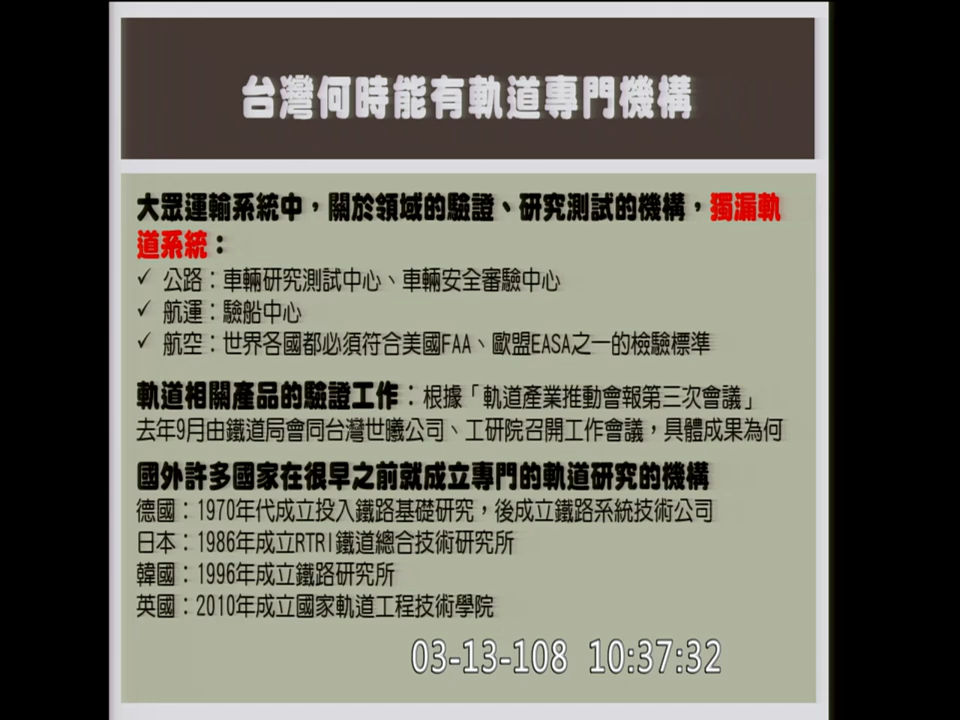 台灣何時能有軌道專門機構
大眾運輸系統中，關於領域的驗證、研究測試的機構，獨漏軌
道系統：
✓ 公路：車輛研究測試中心、車輛安全審驗中心
✓ 航運：驗船中心
✓ 航空：世界各國都必須符合美國FAA、歐盟EASA之一的檢驗標準
軌道相關產品的驗證工作：根據「軌道產業推動會報第三次會議」
去年9月由鐵道局會同台灣世曦公司、工研院召開工作會議，具體成果為何
國外許多國家在很早之前就成立專門的軌道研究的機構
德國：1970年代成立投入鐵路基礎研究，後成立鐵路系統技術公司
日本：1986年成立RTRI鐵道總合技術研究所
韓國：1996年成立鐵路研究所
英國：2010年成立國家軌道工程技術學院
03-13-108 10:37:32